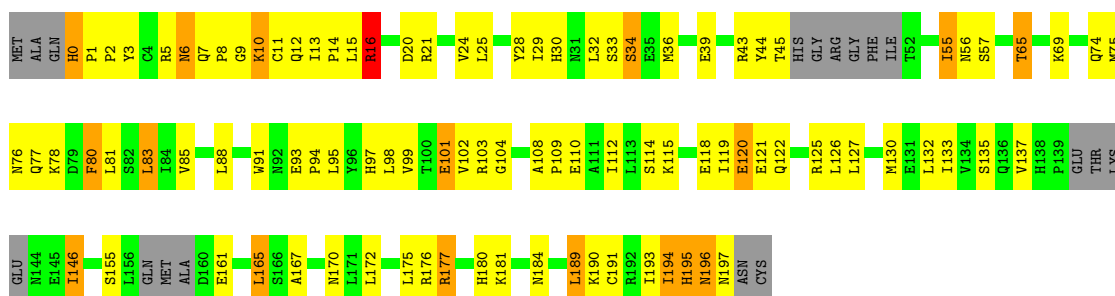 MET ALA GLN H0 P1 P2 Y3 C4 R5 N6 Q7 P8 G9 K10 C11 Q12 I13 P14 L15 R16 D20 R21 V24 L25 Y28 I29 H30 N31 L32 S33 S34 E35 M36 E39 R43 Y44 T45 HIS GLY ARG GLY PHE ILE T52 I55 N56 S57 T65 K69 Q74 M75
N76 Q77 K78 D79 F80 L81 S82 L83 I84 V85 L88 W91 N92 E93 P94 L95 Y96 H97 L98 V99 T100 E101 V102 R103 G104 A108 P109 E110 A111 I112 L113 S114 K115 E118 I119 E120 E121 Q122 R125 L126 L127 M130 E131 L132 I133 V134 S135 Q136 V137 H138 P139 GLU THR LYS
GLU N144 E145 I146 S155 L156 GLN MET ALA D160 E161 L165 S166 A167 N170 L171 L172 L175 R176 R177 H180 K181 N184 L189 K190 C191 R192 I193 I194 H195 N196 N197 ASN CYS